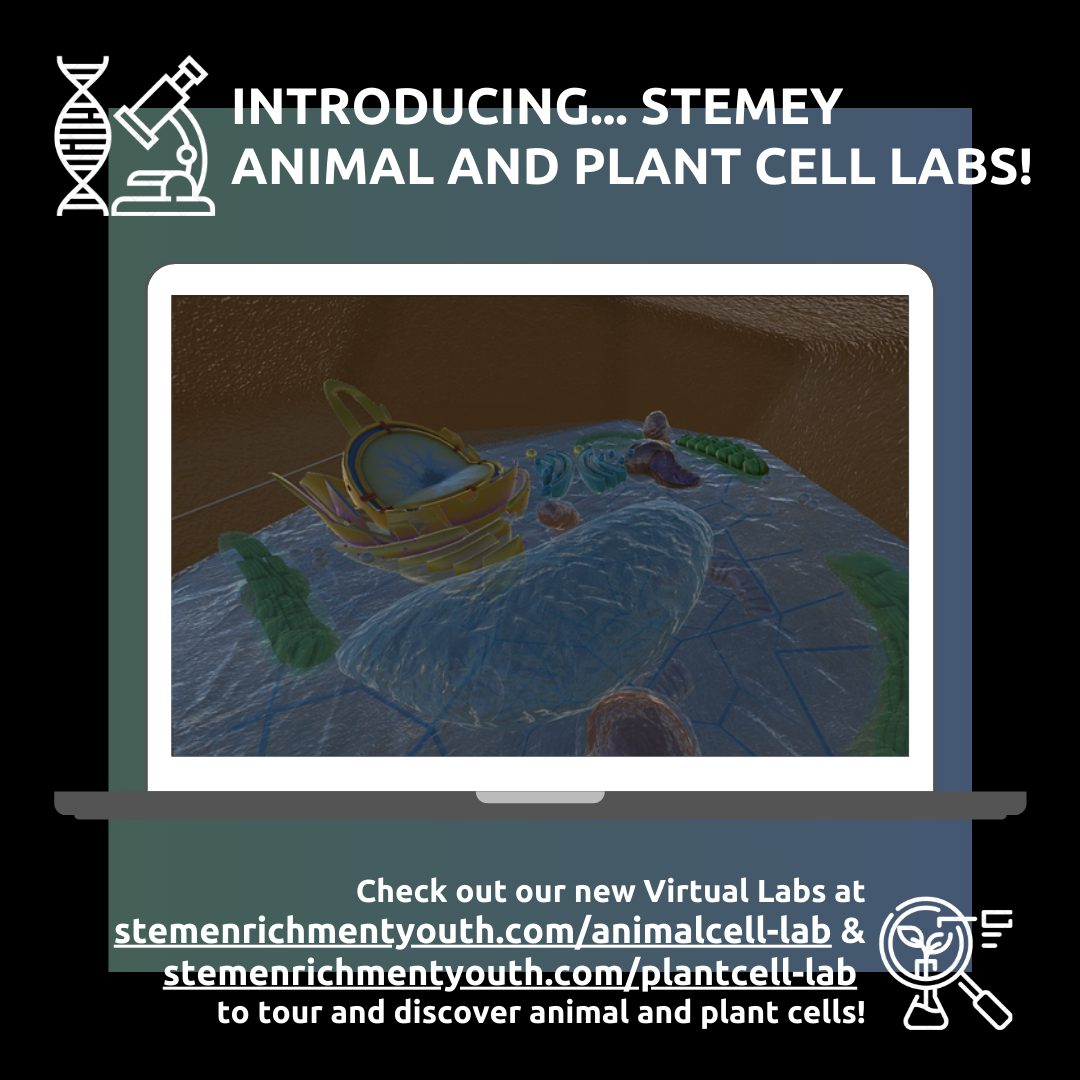 INTRODUCING... STEMEY
ANIMAL AND PLANT CELL LABS!
Check out our new Virtual Labs at
stemenrichmentyouth.com/animalcell-lab &
stemenrichmentyouth.com/plantcell-lab
to tour and discover animal and plant cells!